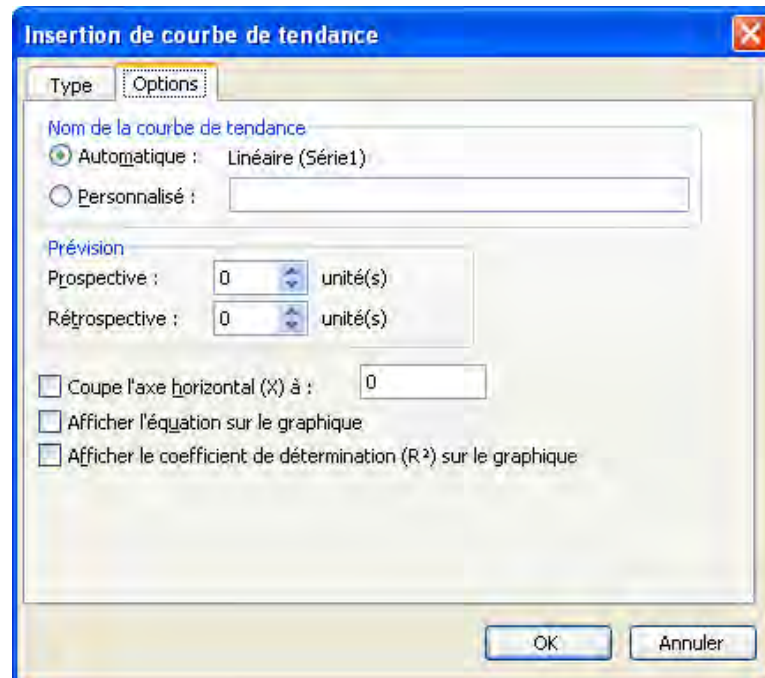 Insertion de courbe de tendance
Type Options
Nom de la courbe de tendance
Automatique : Linéaire (Série1)
Personnalisé :
Prévision
Prospective : 0 unité(s)
Rétrospective : 0 unité(s)
Coupe l'axe horizontal (X) à : 0
Afficher l'équation sur le graphique
Afficher le coefficient de détermination (R²) sur le graphique
OK Annuler